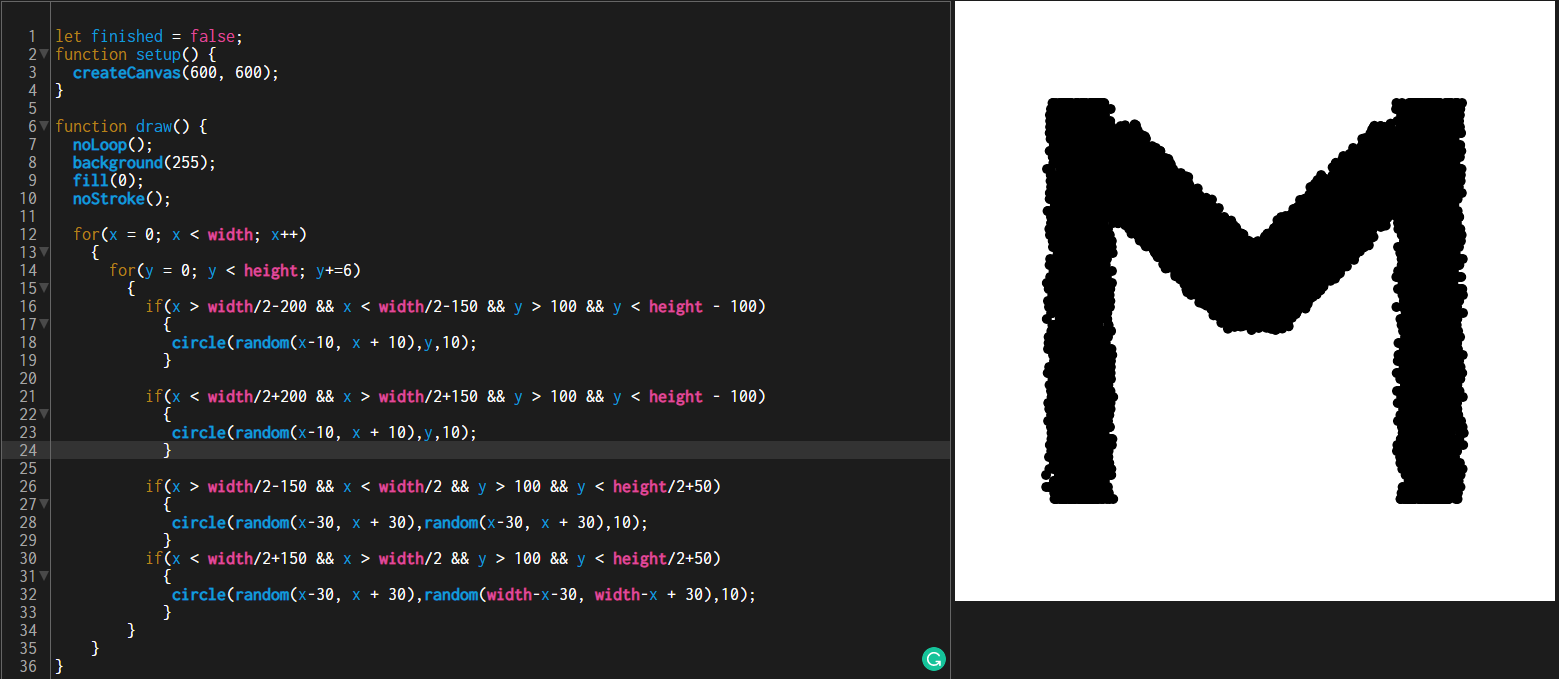 1 let finished = false;
2 function setup() {
3   createCanvas(600, 600);
4 }
5
6 function draw() {
7   noLoop();
8   background(255);
9   fill(0);
10   noStroke();
11
12   for(x = 0; x < width; x++)
13     {
14       for(y = 0; y < height; y+=6)
15         {
16           if(x > width/2-200 && x < width/2-150 && y > 100 && y < height - 100)
17             {
18              circle(random(x-10, x + 10),y,10);
19             }
20
21           if(x < width/2+200 && x > width/2+150 && y > 100 && y < height - 100)
22             {
23              circle(random(x-10, x + 10),y,10);
24             }
25
26           if(x > width/2-150 && x < width/2 && y > 100 && y < height/2+50)
27             {
28              circle(random(x-30, x + 30),random(x-30, x + 30),10);
29             }
30           if(x < width/2+150 && x > width/2 && y > 100 && y < height/2+50)
31             {
32              circle(random(x-30, x + 30),random(width-x-30, width-x + 30),10);
33             }
34         }
35     }
36 }
M